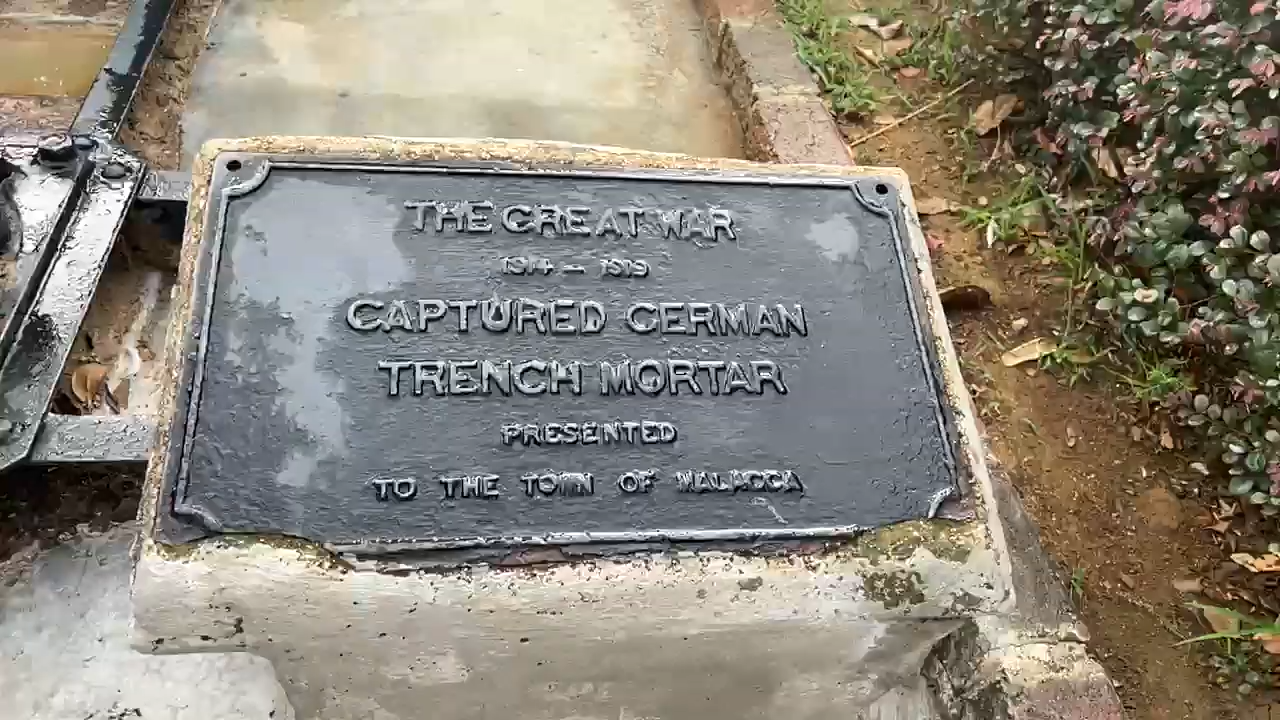 THE GREAT WAR
1914 – 1919
CAPTURED GERMAN
TRENCH MORTAR
PRESENTED
TO THE TOWN OF MALACCA